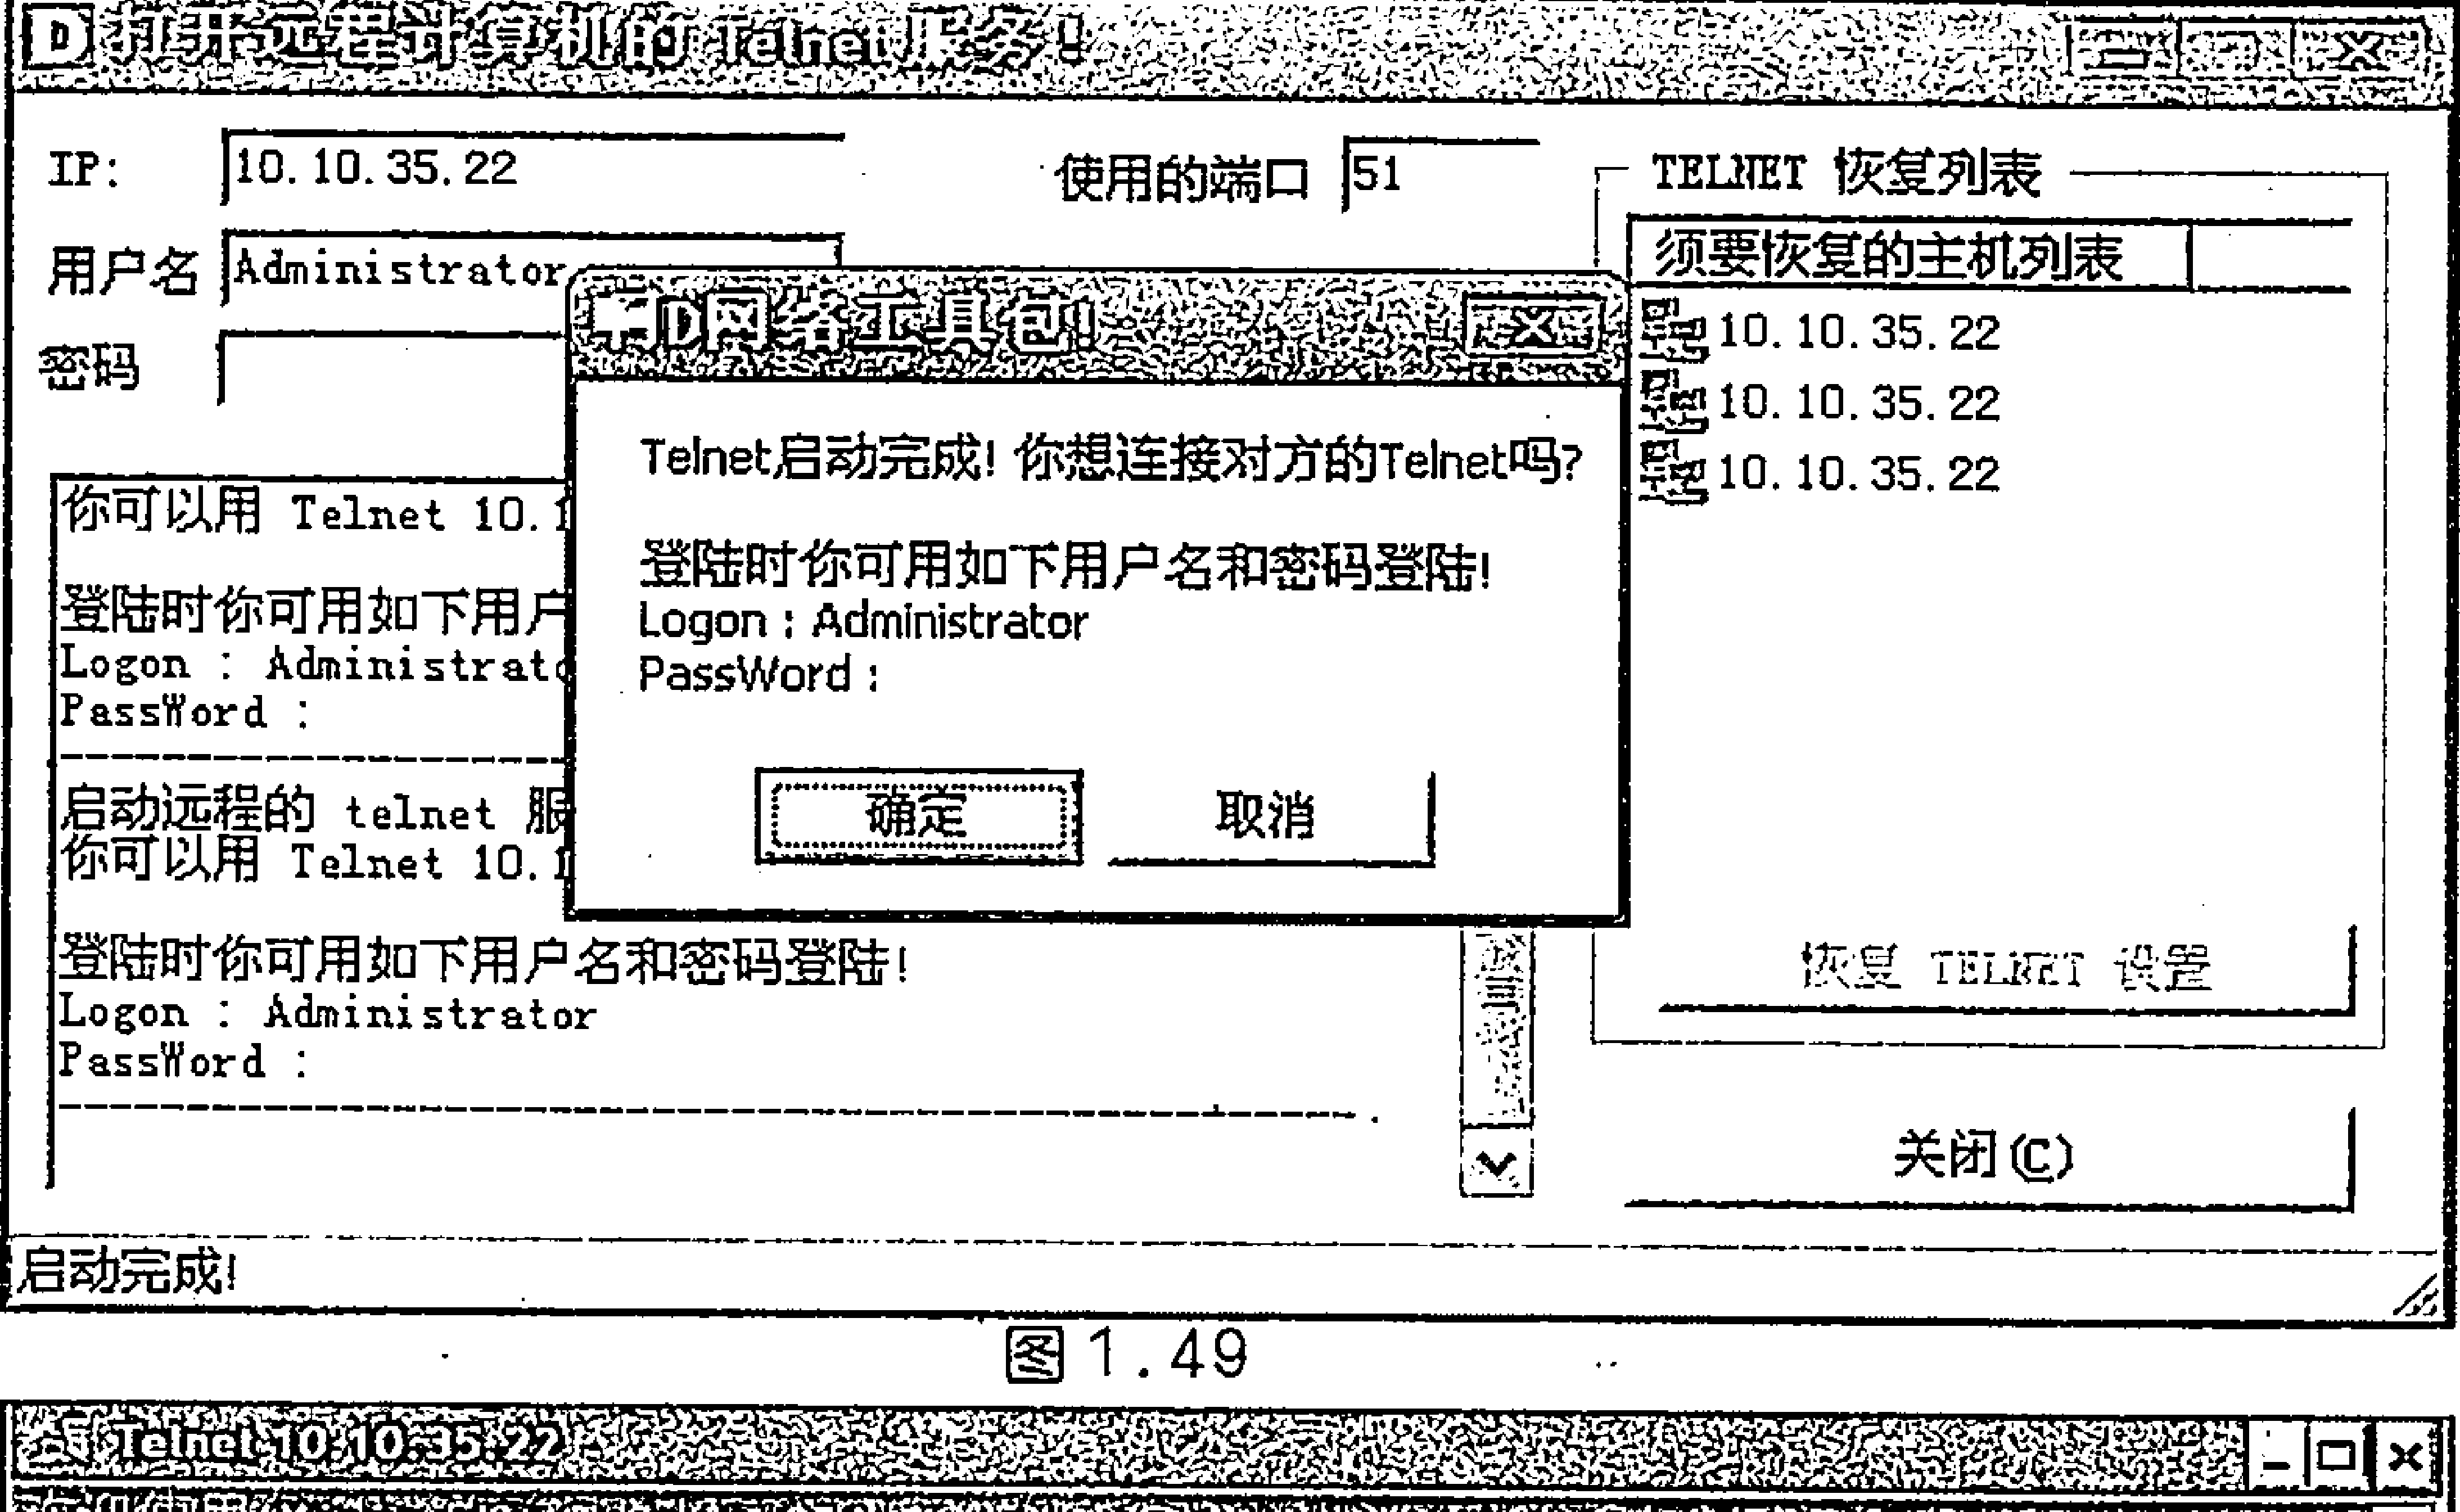 打开远程计算机的 Telnet 服务!
IP:
10.10.35.22
使用的端口
51
用户名
Administrator
密码
TELNET 恢复列表
须要恢复的主机列表
10.10.35.22
10.10.35.22
10.10.35.22
D网络工具包!
Telnet启动完成! 你想连接对方的Telnet吗?
登陆时你可用如下用户名和密码登陆!
Logon : Administrator
PassWord :
确定
取消
你可以用 Telnet 10.1
登陆时你可用如下用户
Logon : Administrato
PassWord :
启动远程的 telnet 服
你可以用 Telnet 10.1
登陆时你可用如下用户名和密码登陆!
Logon : Administrator
PassWord :
恢复 TELNET 设置
关闭(C)
启动完成!
图 1.49
Telnet 10.10.35.22